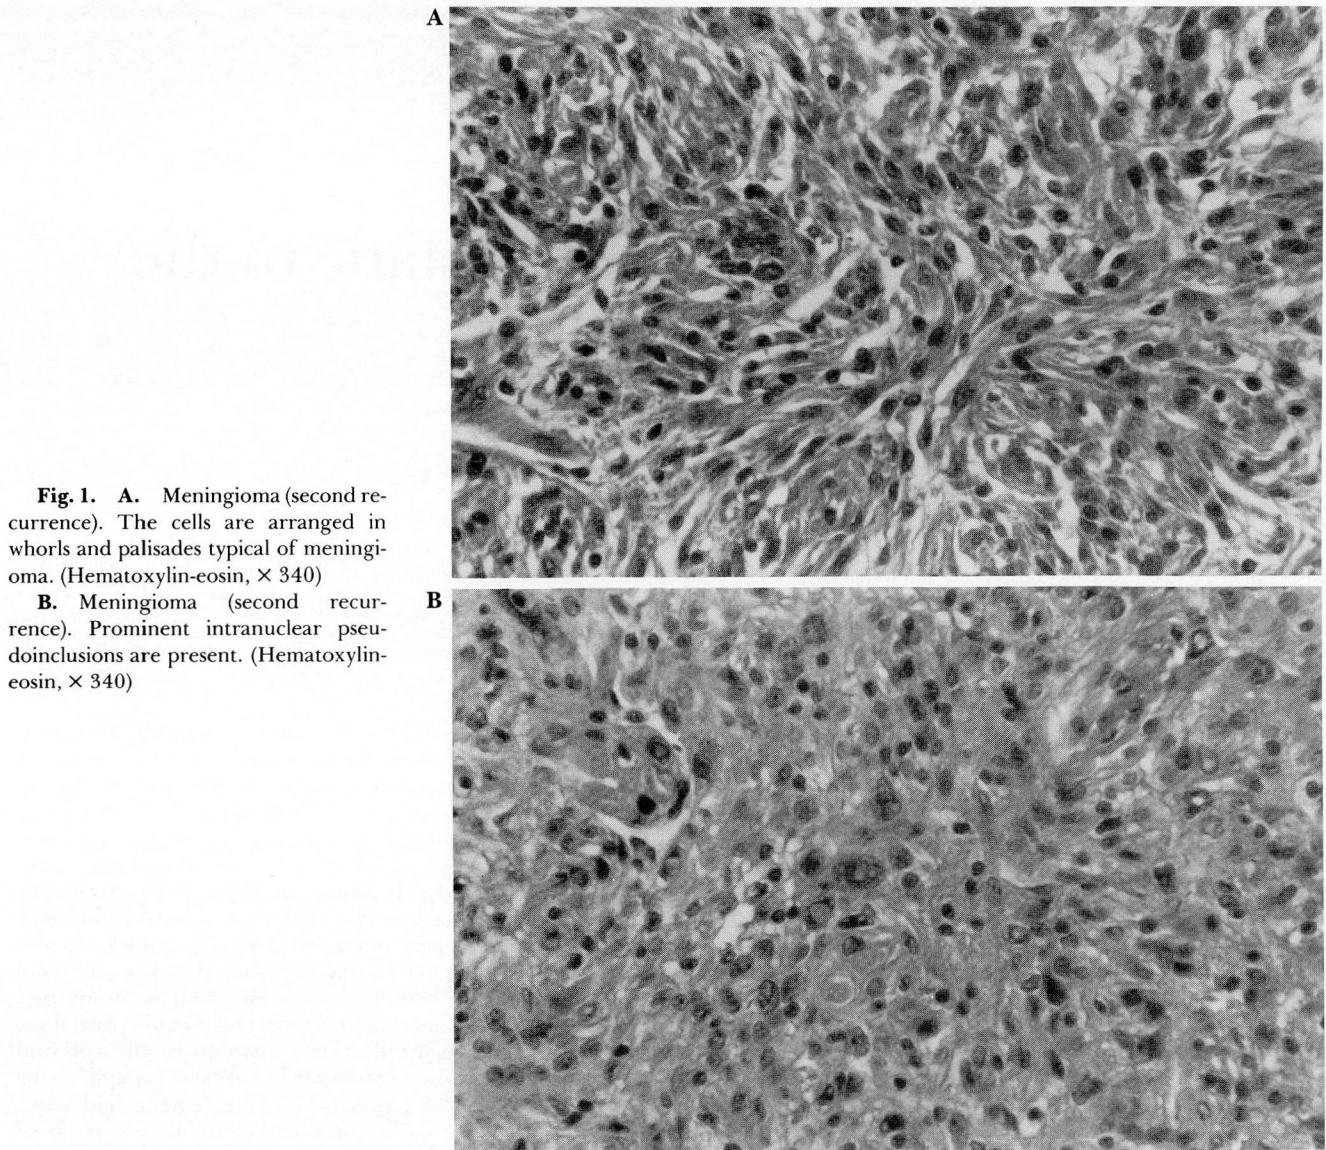 A
Fig. 1. A. Meningioma (second re-
currence). The cells are arranged in
whorls and palisades typical of meningi-
oma. (Hematoxylin-eosin, × 340)
B. Meningioma (second recur-
rence). Prominent intranuclear pseu-
doinclusions are present. (Hematoxylin-
eosin, × 340)
B